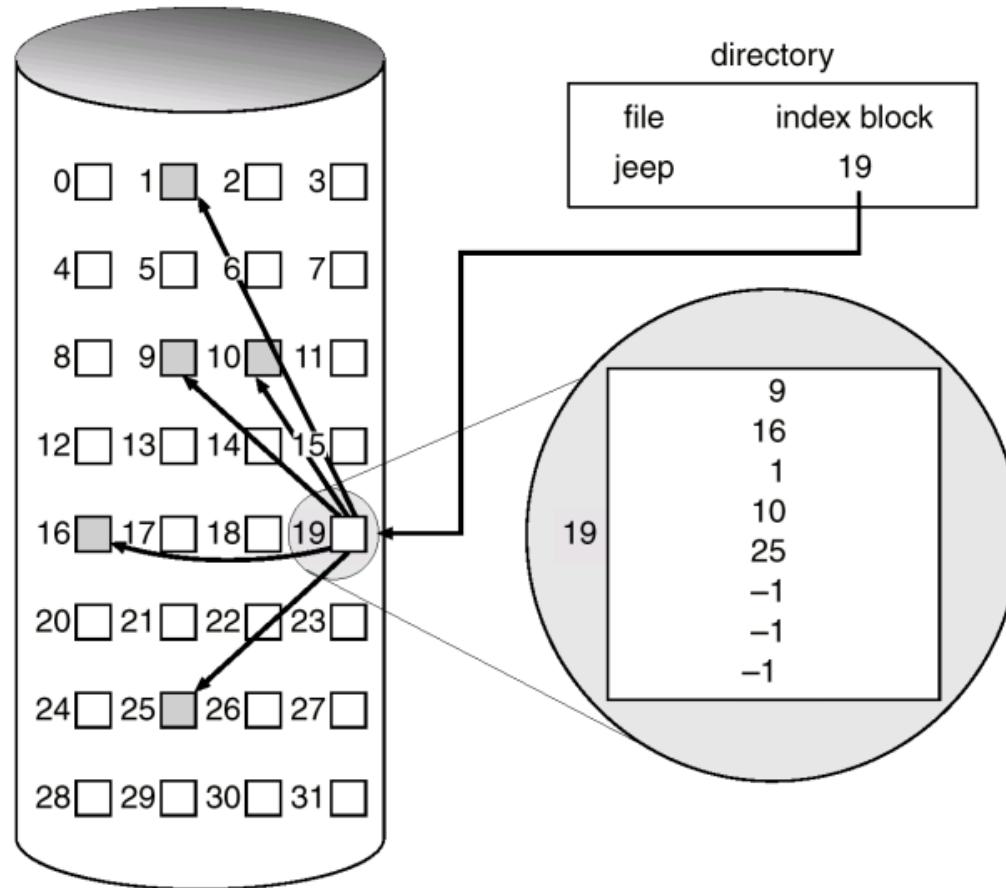 directory
file index block
jeep 19
0 1 2 3
4 5 6 7
8 9 10 11
12 13 14 15
16 17 18 19
20 21 22 23
24 25 26 27
28 29 30 31
19
9
16
1
10
25
–1
–1
–1